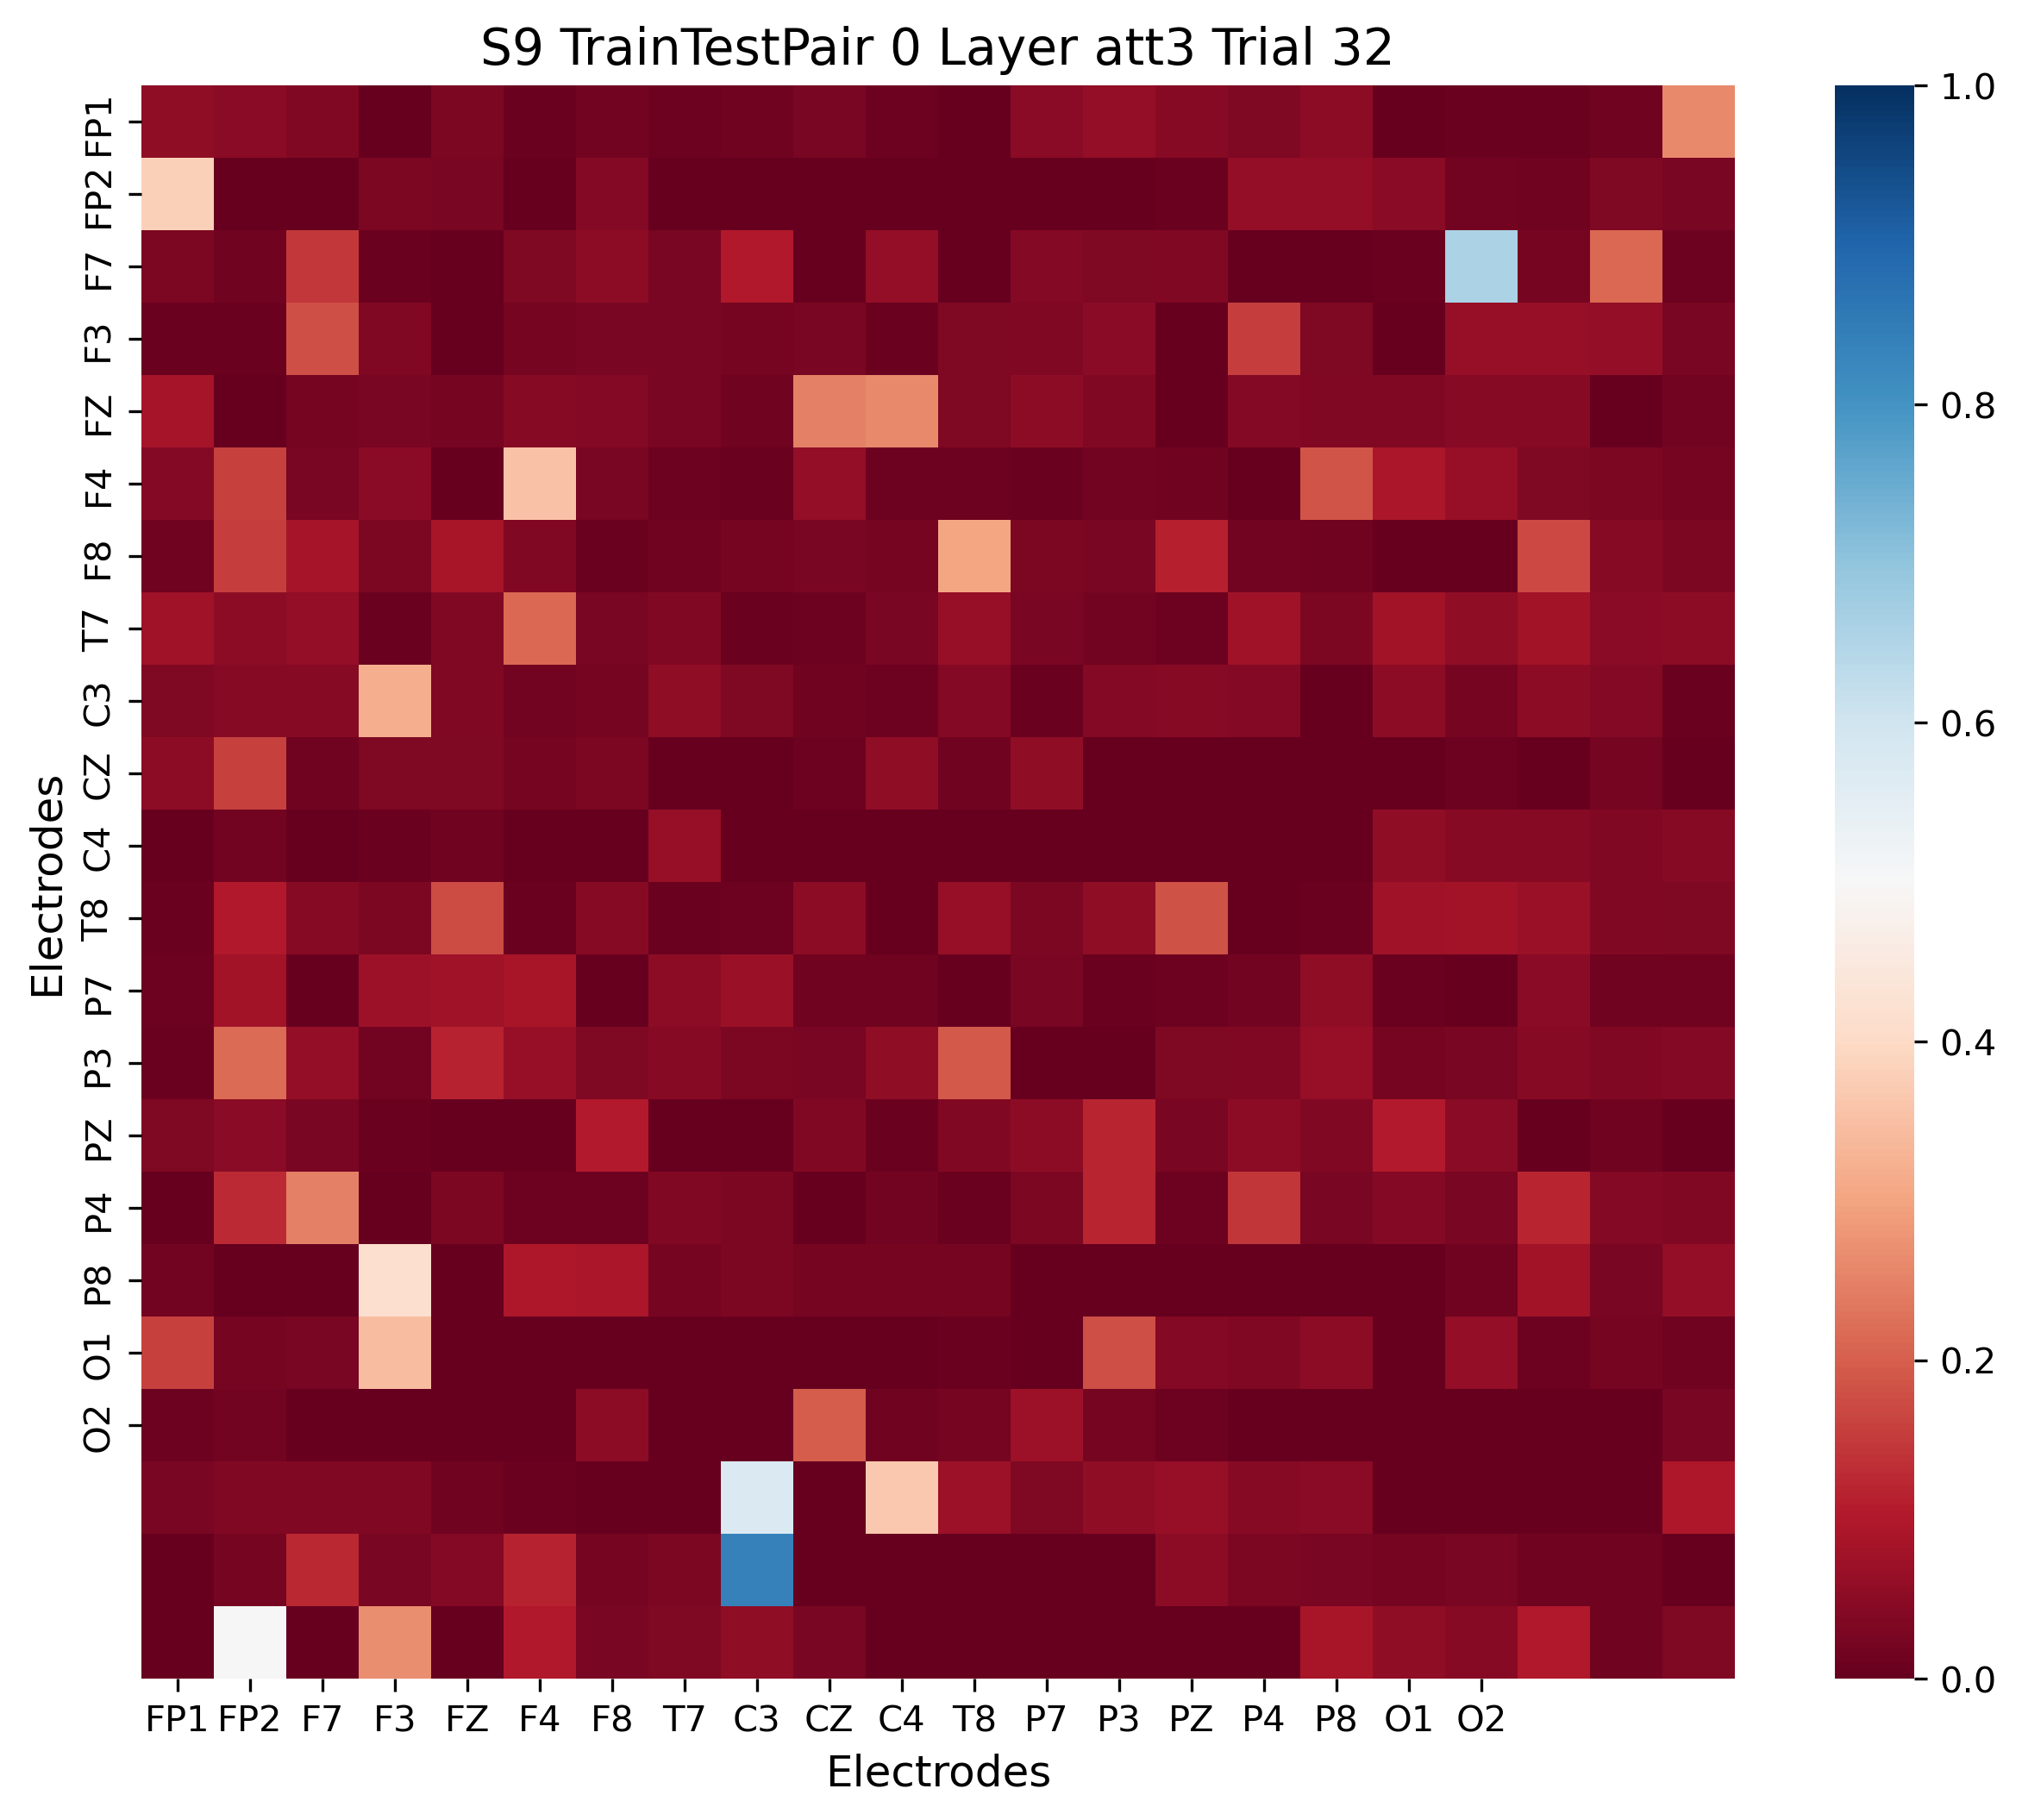 S9 TrainTestPair 0 Layer att3 Trial 32
Electrodes
FP1
FP2
F7
F3
FZ
F4
F8
T7
C3
CZ
C4
T8
P7
P3
PZ
P4
P8
O1
O2
FP1 FP2 F7 F3 FZ F4 F8 T7 C3 CZ C4 T8 P7 P3 PZ P4 P8 O1 O2
Electrodes
1.0
0.8
0.6
0.4
0.2
0.0